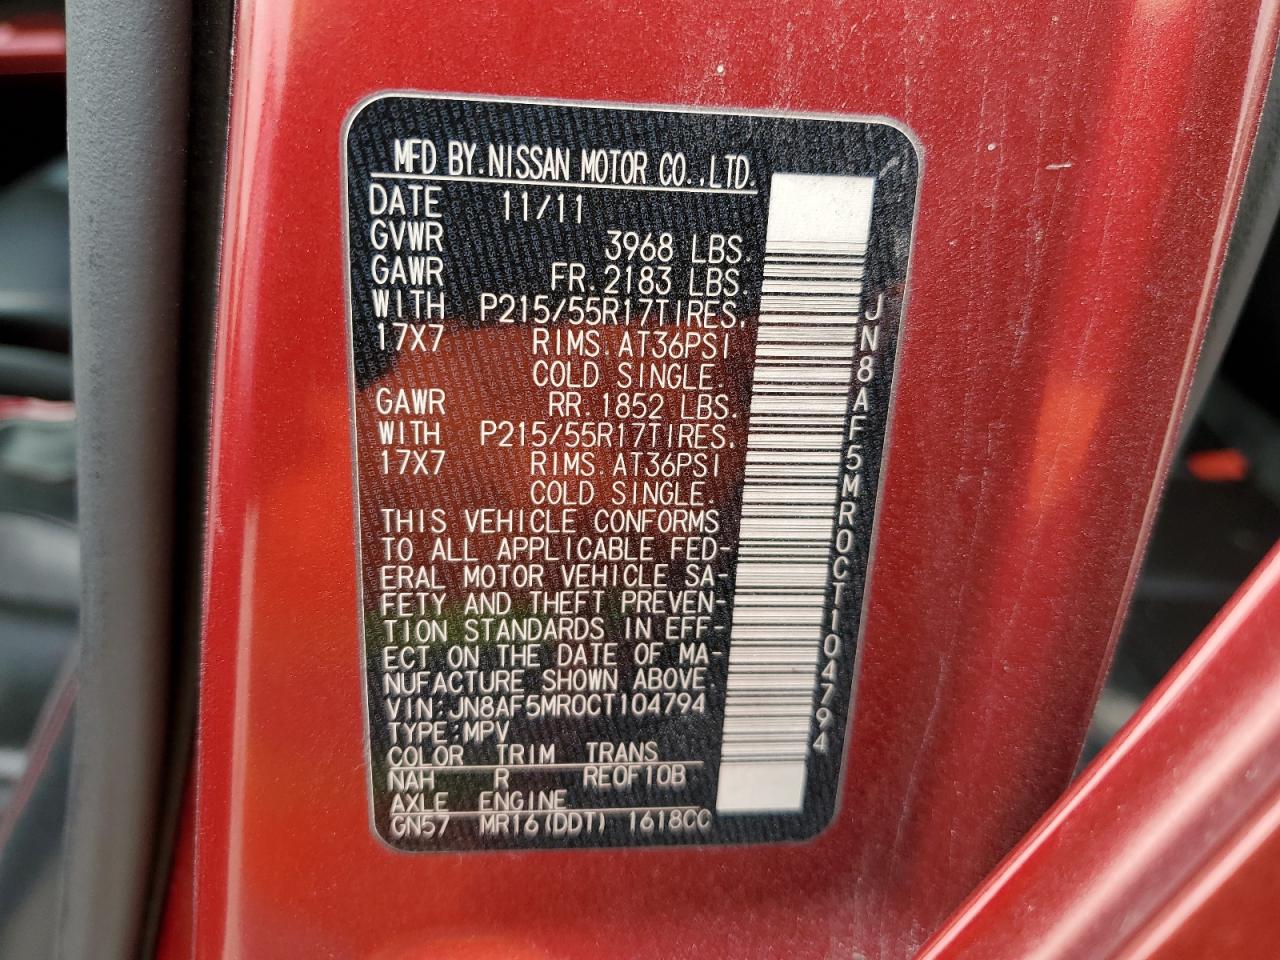 MFD BY.NISSAN MOTOR CO.,LTD.
DATE 11/11
GVWR 3968 LBS.
GAWR FR.2183 LBS.
WITH P215/55R17TIRES,
17X7 RIMS.AT36PSI
COLD SINGLE.
GAWR RR.1852 LBS.
WITH P215/55R17TIRES.
17X7 RIMS.AT36PSI
COLD SINGLE.
THIS VEHICLE CONFORMS
TO ALL APPLICABLE FED-
ERAL MOTOR VEHICLE SA-
FETY AND THEFT PREVEN-
TION STANDARDS IN EFF-
ECT ON THE DATE OF MA-
NUFACTURE SHOWN ABOVE.
VIN:JN8AF5MR0CT104794
TYPE:MPV
COLOR TRIM TRANS
NAH R RE0F10B
AXLE ENGINE
GN57 MR16(DDT) 1618CC
JN8AF5MR0CT104794